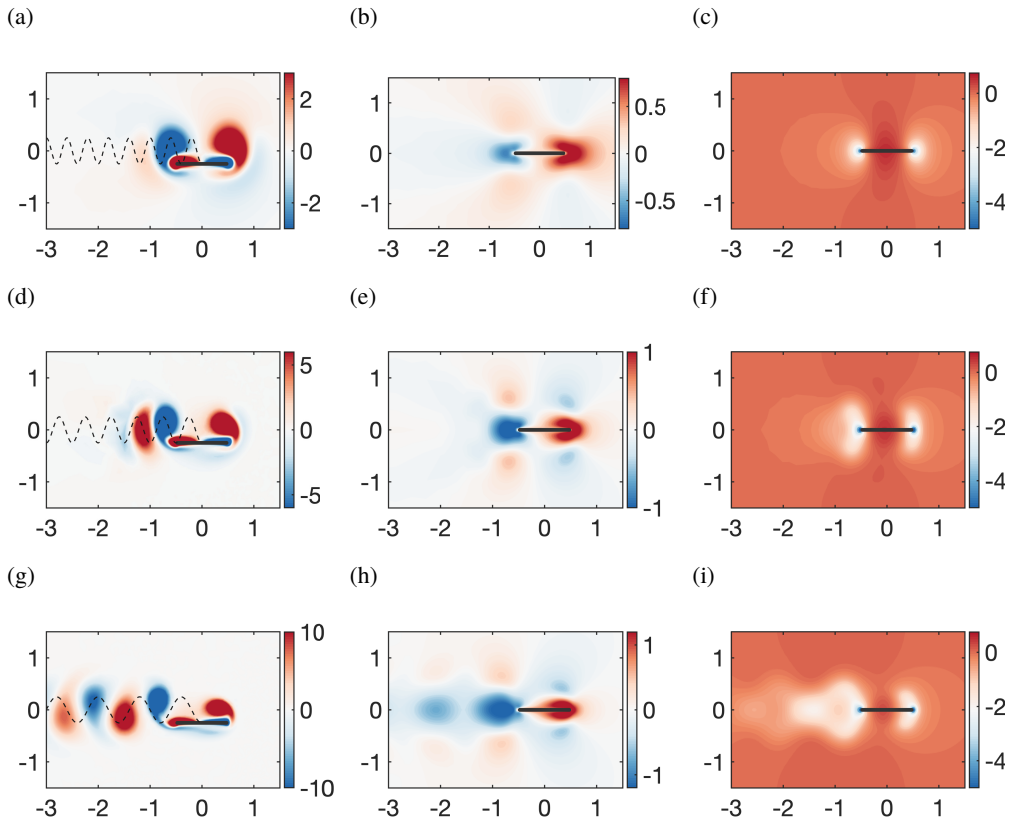 (a) (b) (c)
1 2 1 0.5 1 0
0 0 0 0 0 -2
-1 -2 -1 -0.5 -1 -4
-3 -2 -1 0 1 -3 -2 -1 0 1 -3 -2 -1 0 1
(d) (e) (f)
1 5 1 1 1 0
0 0 0 0 0 -2
-1 -5 -1 -1 -1 -4
-3 -2 -1 0 1 -3 -2 -1 0 1 -3 -2 -1 0 1
(g) (h) (i)
1 10 1 1 1 0
0 0 0 0 0 -2
-1 -10 -1 -1 -1 -4
-3 -2 -1 0 1 -3 -2 -1 0 1 -3 -2 -1 0 1